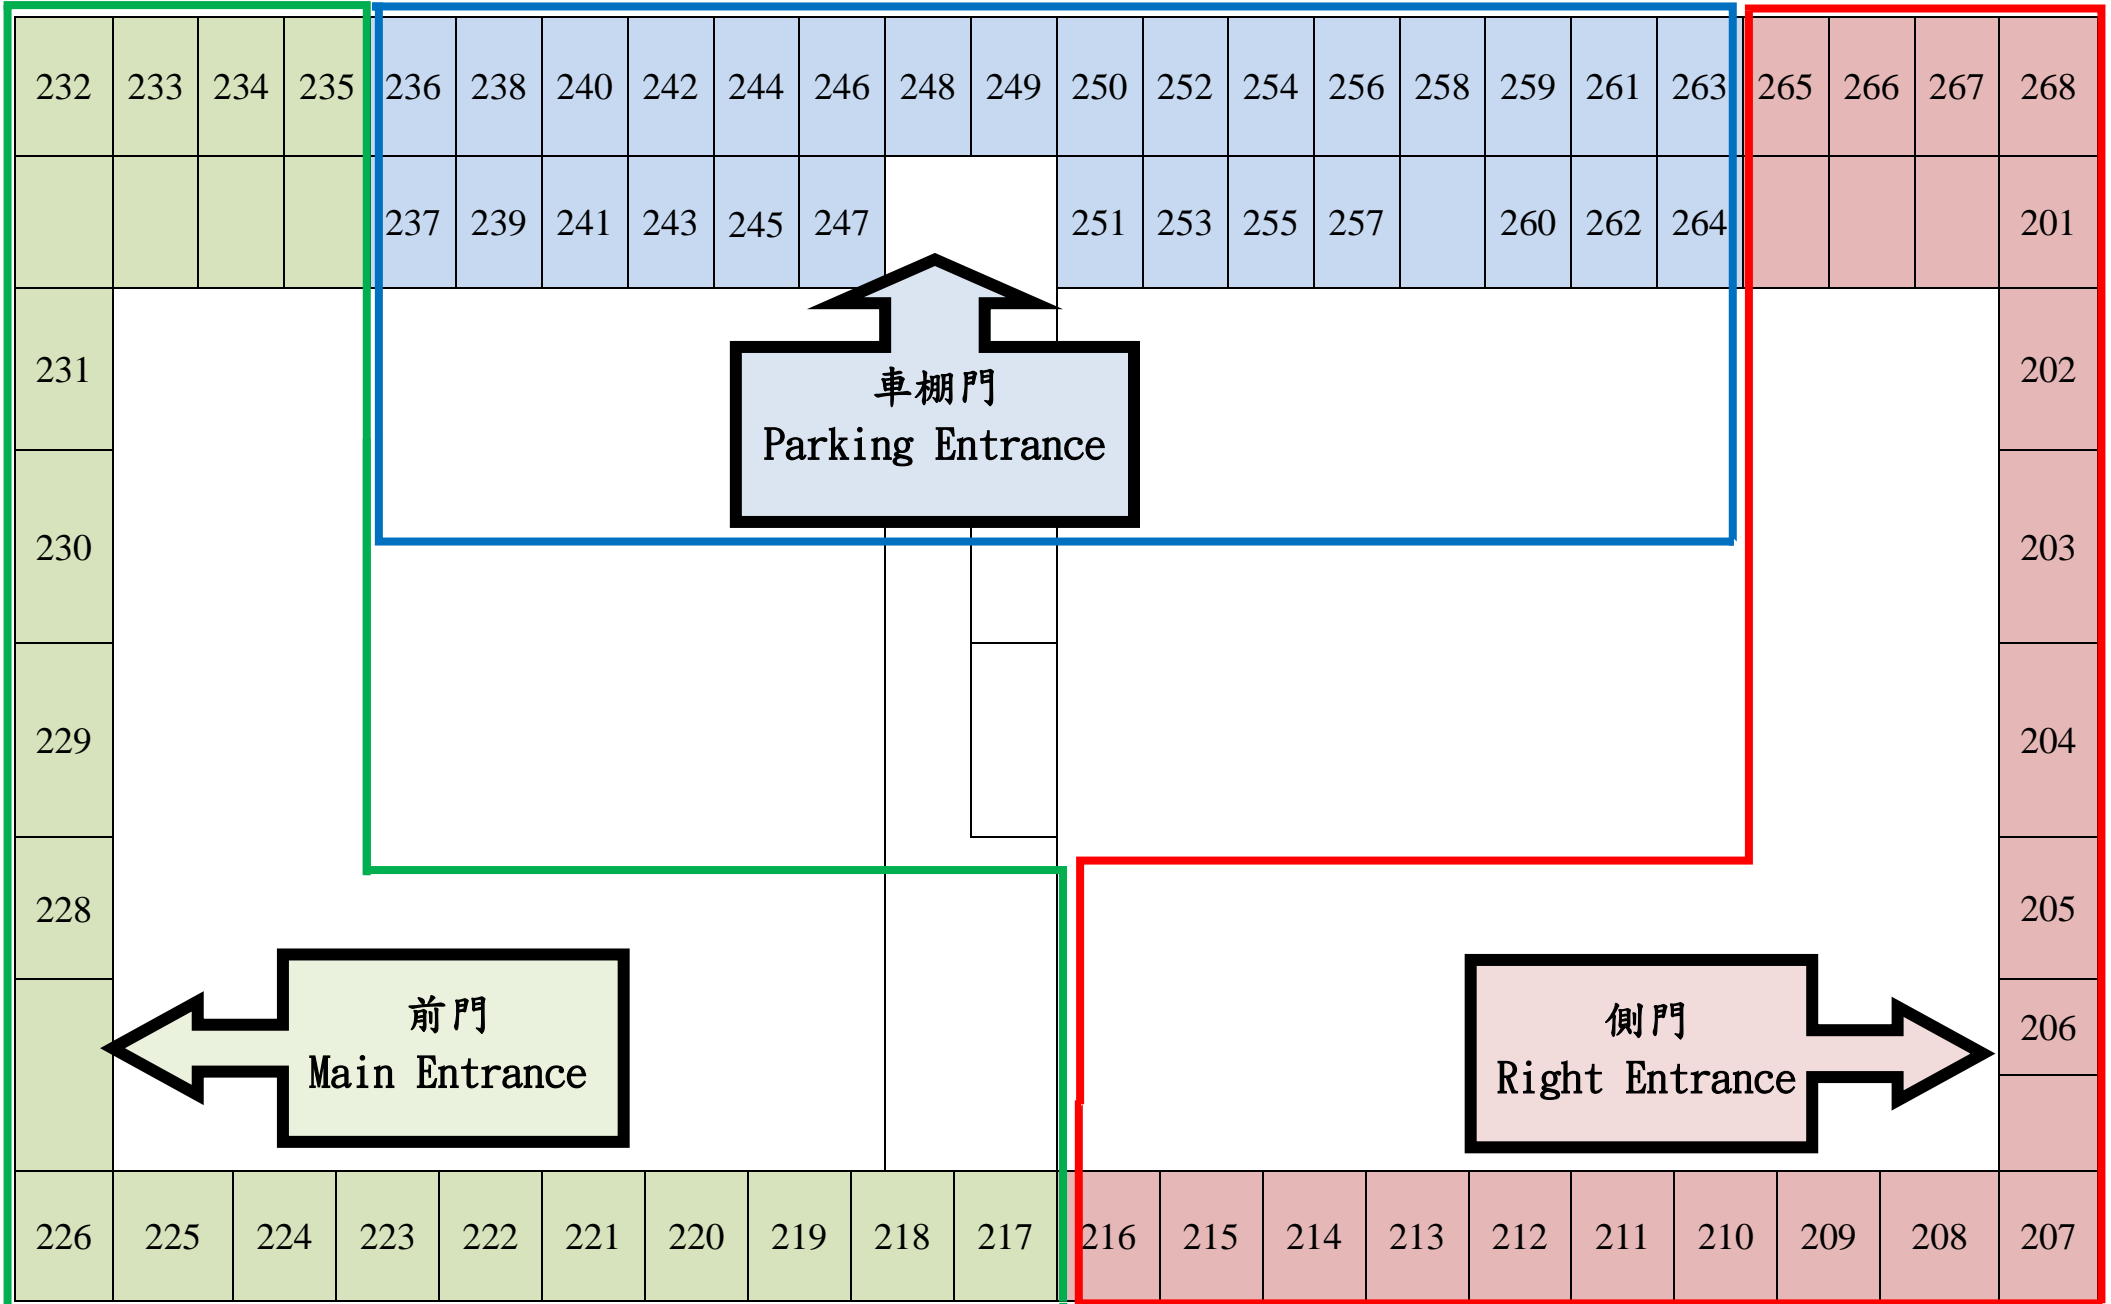 232 233 234 235 236 238 240 242 244 246 248 249 250 252 254 256 258 259 261 263 265 266 267 268
237 239 241 243 245 247 251 253 255 257 260 262 264 201
231 202
車棚門
Parking Entrance
230 203
229 204
228 205
前門
Main Entrance
側門
Right Entrance
206
226 225 224 223 222 221 220 219 218 217 216 215 214 213 212 211 210 209 208 207